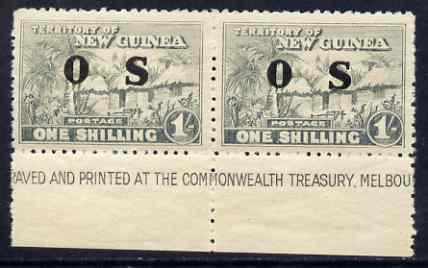 TERRITORY OF
NEW GUINEA
O S
POSTAGE
ONE SHILLING 1/-
TERRITORY OF
NEW GUINEA
O S
POSTAGE
ONE SHILLING 1/-
AVED AND PRINTED AT THE COMMONWEALTH TREASURY, MELBOU